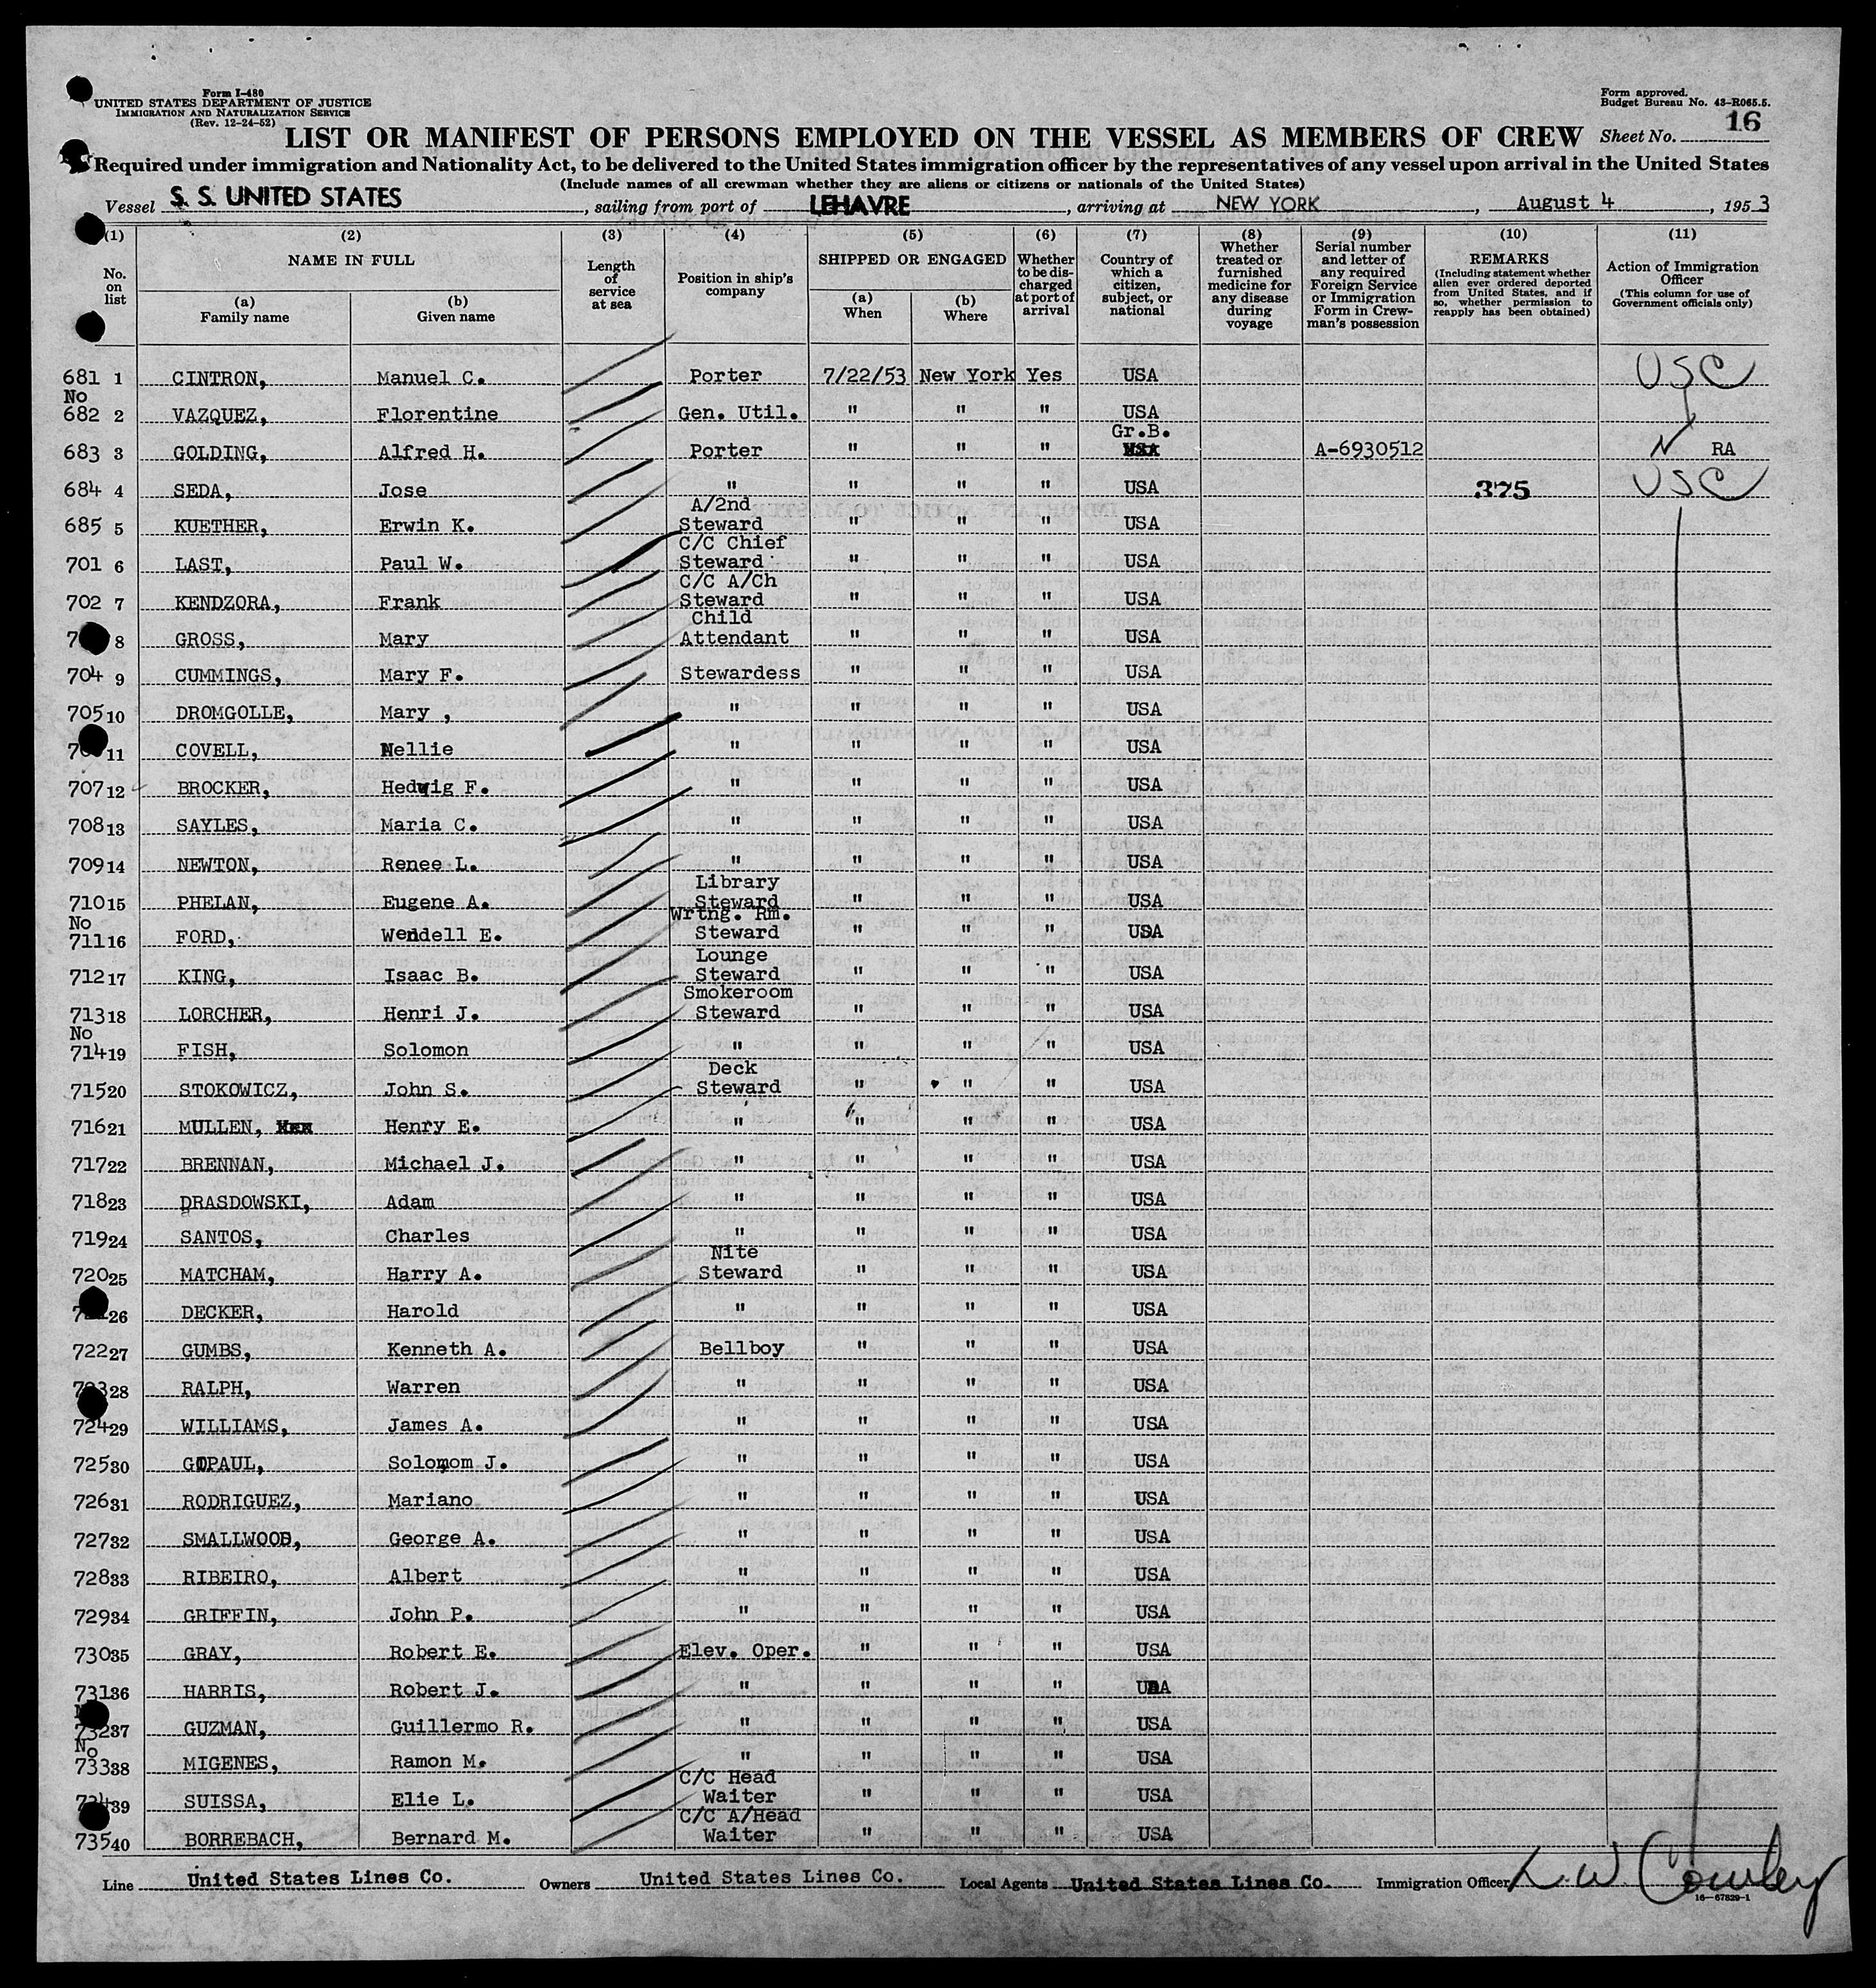 Form I-480
UNITED STATES DEPARTMENT OF JUSTICE
IMMIGRATION AND NATURALIZATION SERVICE
(Rev. 12-24-52)
Form approved.
Budget Bureau No. 43-R065.5.
LIST OR MANIFEST OF PERSONS EMPLOYED ON THE VESSEL AS MEMBERS OF CREW Sheet No. 16
Required under immigration and Nationality Act, to be delivered to the United States immigration officer by the representatives of any vessel upon arrival in the United States
(Include names of all crewman whether they are aliens or citizens or nationals of the United States)
Vessel S. S. UNITED STATES, sailing from port of LEHAVRE, arriving at NEW YORK, August 4, 1953
(1) (2) (3) (4) (5) (6) (7) (8) (9) (10) (11)
No. on list
NAME IN FULL
(a) Family name
(b) Given name
Length of service at sea
Position in ship's company
SHIPPED OR ENGAGED
(a) When
(b) Where
Whether to be discharged at port of arrival
Country of which a citizen, subject, or national
Whether treated or furnished medicine for any disease during voyage
Serial number and letter of any required Foreign Service or Immigration Form in Crewman's possession
REMARKS
(Including statement whether alien ever ordered deported from United States, and if so, whether permission to reapply has been obtained)
Action of Immigration Officer
(This column for use of Government officials only)
681 1 CINTRON, Manuel C. Porter 7/22/53 New York Yes USA USC
No
682 2 VAZQUEZ, Florentine Gen. Util. " " " USA
683 3 GOLDING, Alfred H. Porter " " " Gr.B. A-6930512 RA
684 4 SEDA, Jose " " " " USA 375 USC
685 5 KUETHER, Erwin K. A/2nd Steward " " " USA
701 6 LAST, Paul W. C/C Chief Steward " " " USA
702 7 KENDZORA, Frank C/C A/Ch Steward " " " USA
8 GROSS, Mary Child Attendant " " " USA
704 9 CUMMINGS, Mary F. Stewardess " " " USA
705 10 DROMGOLLE, Mary , " " " " USA
11 COVELL, Nellie " " " " USA
707 12 BROCKER, Hedwig F. " " " " USA
708 13 SAYLES, Maria C. " " " " USA
709 14 NEWTON, Renee L. " " " " USA
710 15 PHELAN, Eugene A. Library Steward " " " USA
No
711 16 FORD, Wendell E. Wrtng. Rm. Steward " " " USA
712 17 KING, Isaac B. Lounge Steward " " " USA
713 18 LORCHER, Henri J. Smokeroom Steward " " " USA
No
714 19 FISH, Solomon " " " " USA
715 20 STOKOWICZ, John S. Deck Steward " " " USA
716 21 MULLEN, Henry E. " " " " USA
717 22 BRENNAN, Michael J. " " " " USA
718 23 DRASDOWSKI, Adam " " " " USA
719 24 SANTOS, Charles " " " " USA
720 25 MATCHAM, Harry A. Nite Steward " " " USA
26 DECKER, Harold " " " " USA
722 27 GUMBS, Kenneth A. Bellboy " " " USA
723 28 RALPH, Warren " " " " USA
724 29 WILLIAMS, James A. " " " " USA
725 30 GOPAUL, Solomom J. " " " " USA
726 31 RODRIGUEZ, Mariano " " " " USA
727 32 SMALLWOOD, George A. " " " " USA
728 33 RIBEIRO, Albert " " " " USA
729 34 GRIFFIN, John P. " " " " USA
730 35 GRAY, Robert E. Elev. Oper. " " " USA
731 36 HARRIS, Robert J. " " " " USA
732 37 GUZMAN, Guillermo R. " " " " USA
No
733 38 MIGENES, Ramon M. " " " " USA
734 39 SUISSA, Elie L. C/C Head Waiter " " " USA
735 40 BORREBACH, Bernard M. C/C A/Head Waiter " " " USA
Line United States Lines Co. Owners United States Lines Co. Local Agents United States Lines Co. Immigration Officer L. W. Cowley
16-67829-1